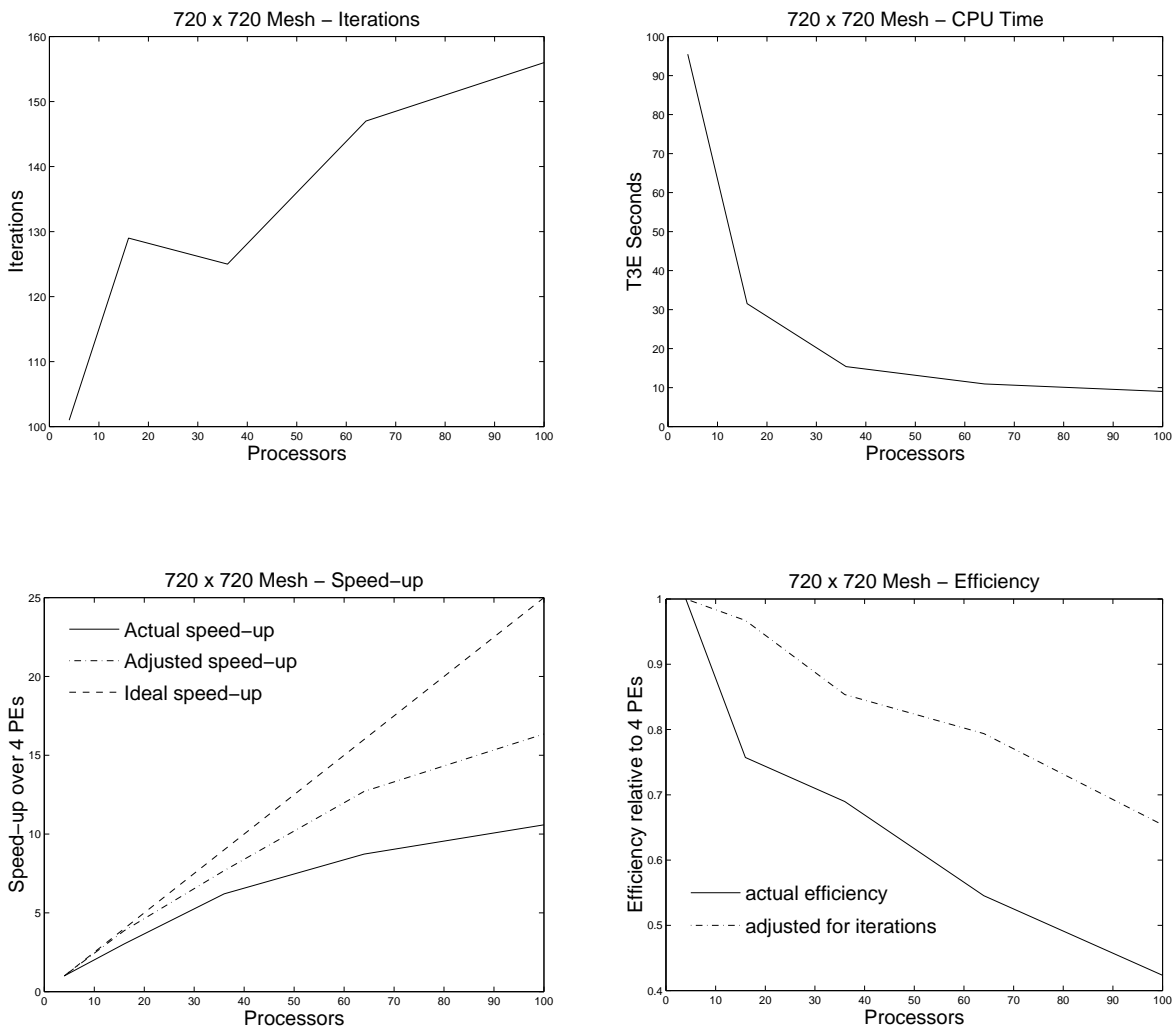 720 x 720 Mesh − Iterations
160
150
140
130
120
110
100
Iterations
0 10 20 30 40 50 60 70 80 90 100
Processors
720 x 720 Mesh − CPU Time
100
90
80
70
60
50
40
30
20
10
0
T3E Seconds
0 10 20 30 40 50 60 70 80 90 100
Processors
720 x 720 Mesh − Speed−up
25
20
15
10
5
0
Speed−up over 4 PEs
Actual speed−up
Adjusted speed−up
Ideal speed−up
0 10 20 30 40 50 60 70 80 90 100
Processors
720 x 720 Mesh − Efficiency
1
0.9
0.8
0.7
0.6
0.5
0.4
Efficiency relative to 4 PEs
actual efficiency
adjusted for iterations
0 10 20 30 40 50 60 70 80 90 100
Processors